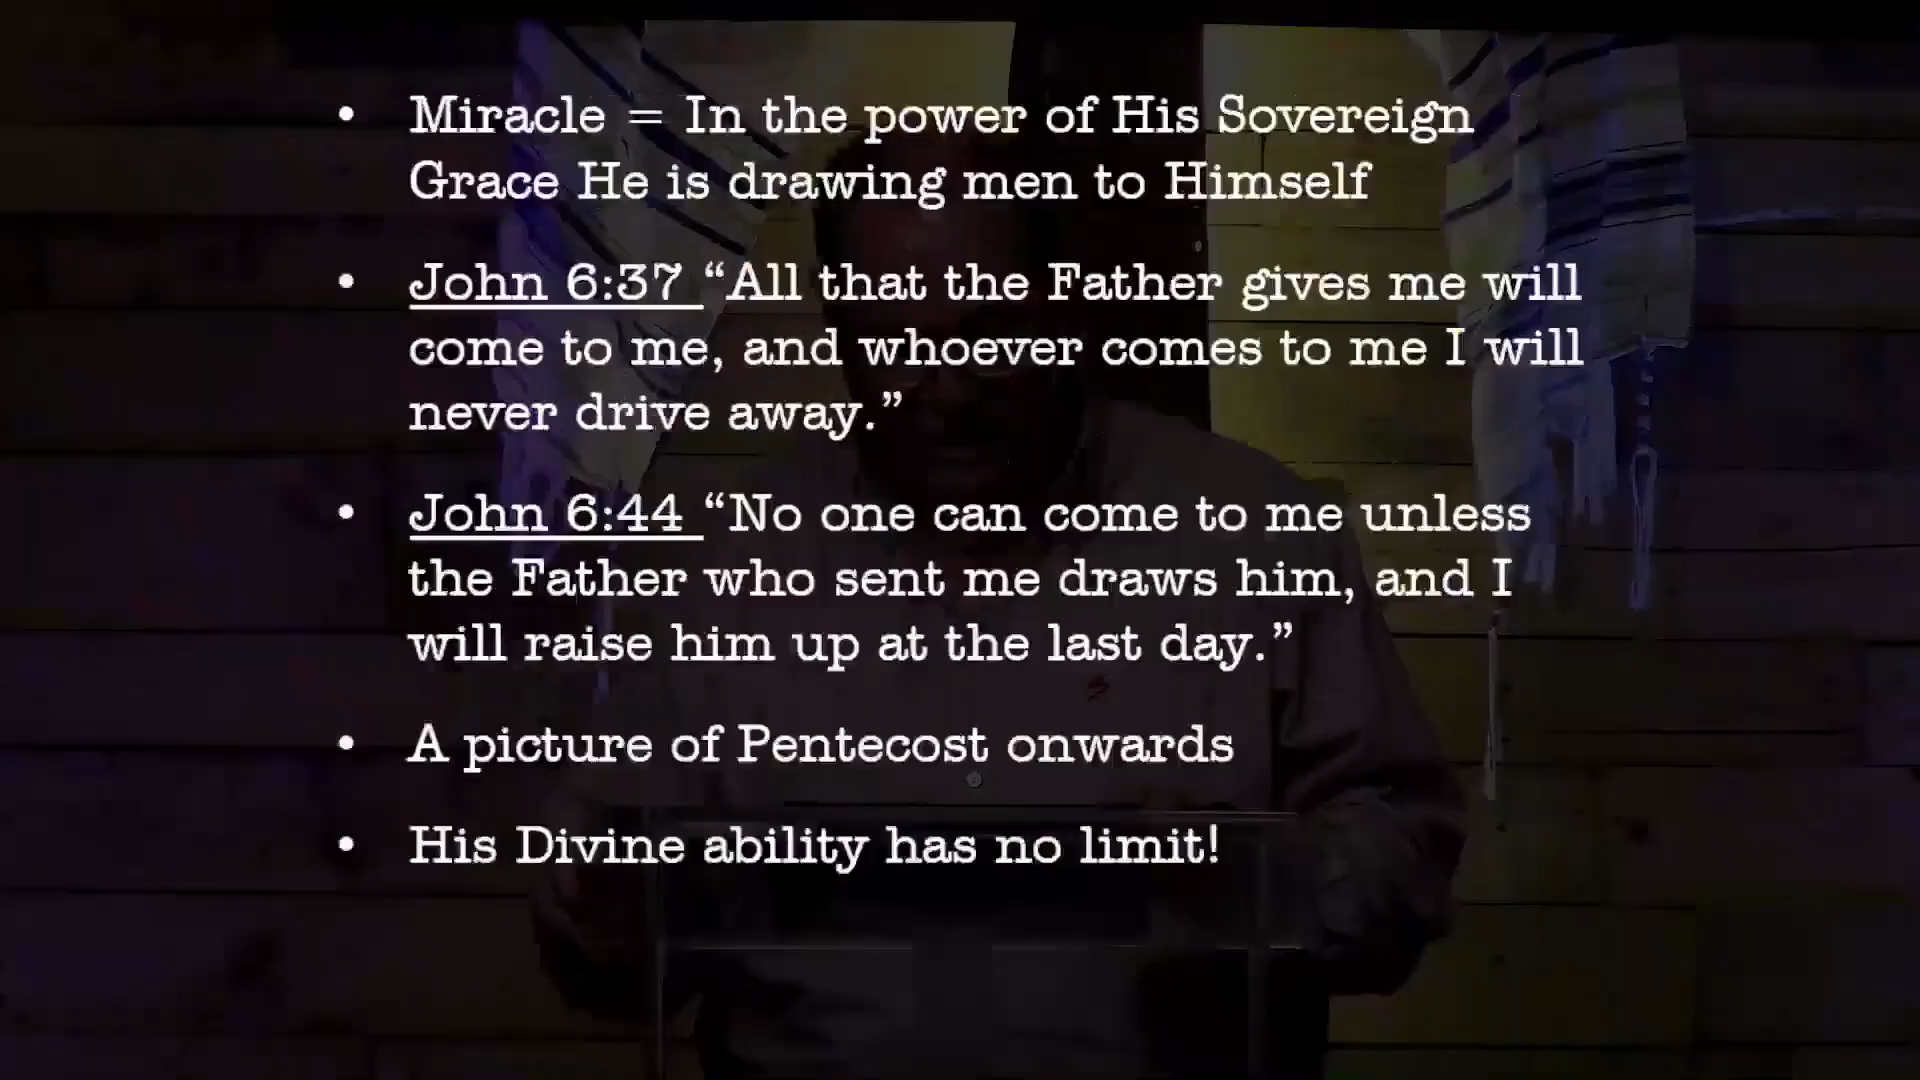 • Miracle = In the power of His Sovereign
Grace He is drawing men to Himself
• John 6:37 “All that the Father gives me will
come to me, and whoever comes to me I will
never drive away.”
• John 6:44 “No one can come to me unless
the Father who sent me draws him, and I
will raise him up at the last day.”
• A picture of Pentecost onwards
• His Divine ability has no limit!